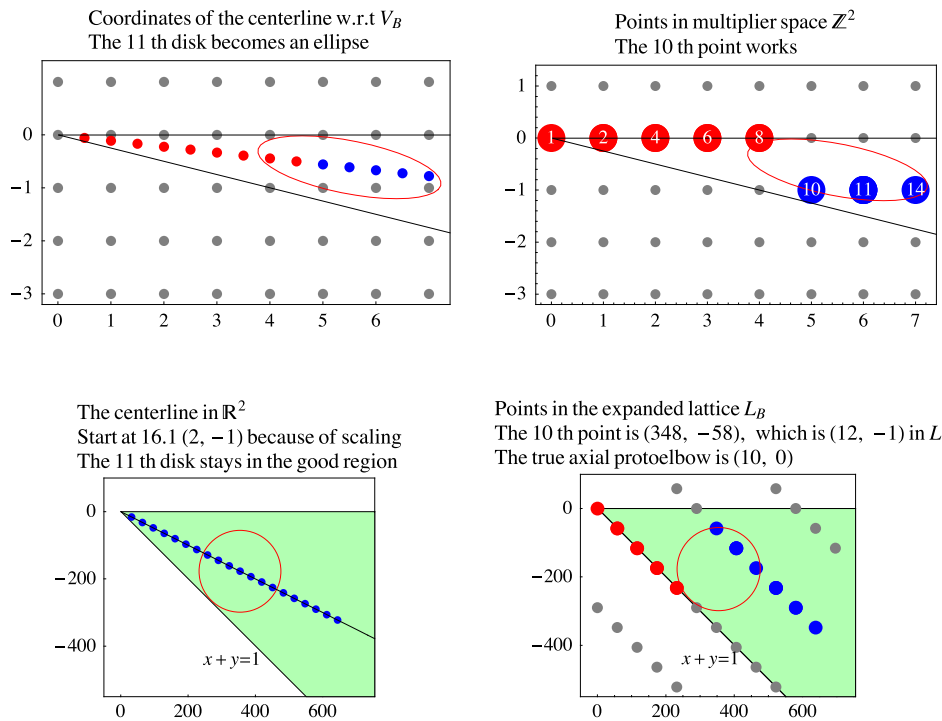 Coordinates of the centerline w.r.t V_B
The 11 th disk becomes an ellipse
0
−1
−2
−3
0 1 2 3 4 5 6
Points in multiplier space ℤ²
The 10 th point works
1
0
−1
−2
−3
1 2 4 6 8
10 11 14
0 1 2 3 4 5 6 7
The centerline in ℝ²
Start at 16.1 (2, −1) because of scaling
The 11 th disk stays in the good region
0
−200
−400
x + y=1
0 200 400 600
Points in the expanded lattice L_B
The 10 th point is (348, −58), which is (12, −1) in L
The true axial protoelbow is (10, 0)
0
−200
−400
x + y=1
0 200 400 600